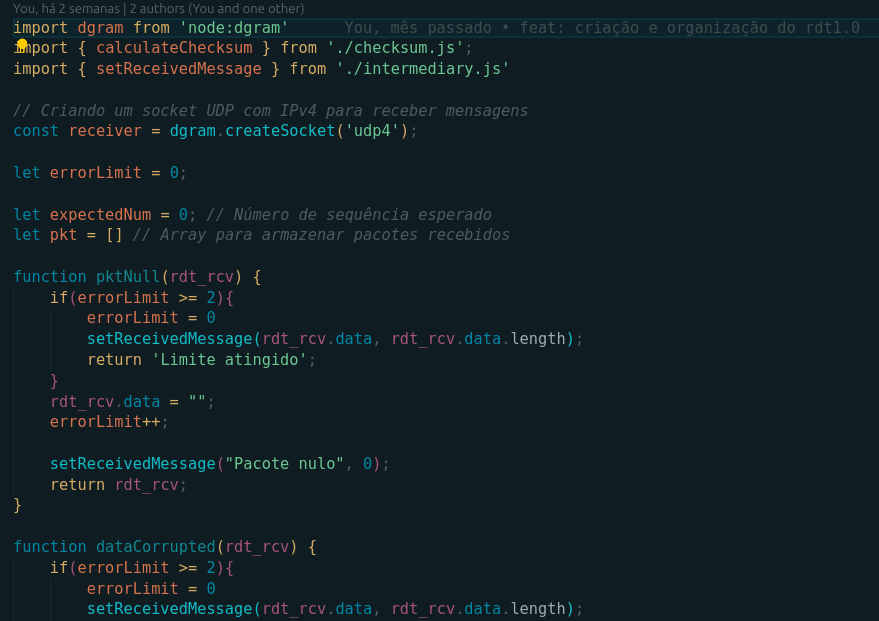 You, há 2 semanas | 2 authors (You and one other)
import dgram from 'node:dgram'      You, mês passado • feat: criação e organização do rdt1.0
import { calculateChecksum } from './checksum.js';
import { setReceivedMessage } from './intermediary.js'

// Criando um socket UDP com IPv4 para receber mensagens
const receiver = dgram.createSocket('udp4');

let errorLimit = 0;

let expectedNum = 0; // Número de sequência esperado
let pkt = [] // Array para armazenar pacotes recebidos

function pktNull(rdt_rcv) {
    if(errorLimit >= 2){
        errorLimit = 0
        setReceivedMessage(rdt_rcv.data, rdt_rcv.data.length);
        return 'Limite atingido';
    }
    rdt_rcv.data = "";
    errorLimit++;

    setReceivedMessage("Pacote nulo", 0);
    return rdt_rcv;
}

function dataCorrupted(rdt_rcv) {
    if(errorLimit >= 2){
        errorLimit = 0
        setReceivedMessage(rdt_rcv.data, rdt_rcv.data.length);